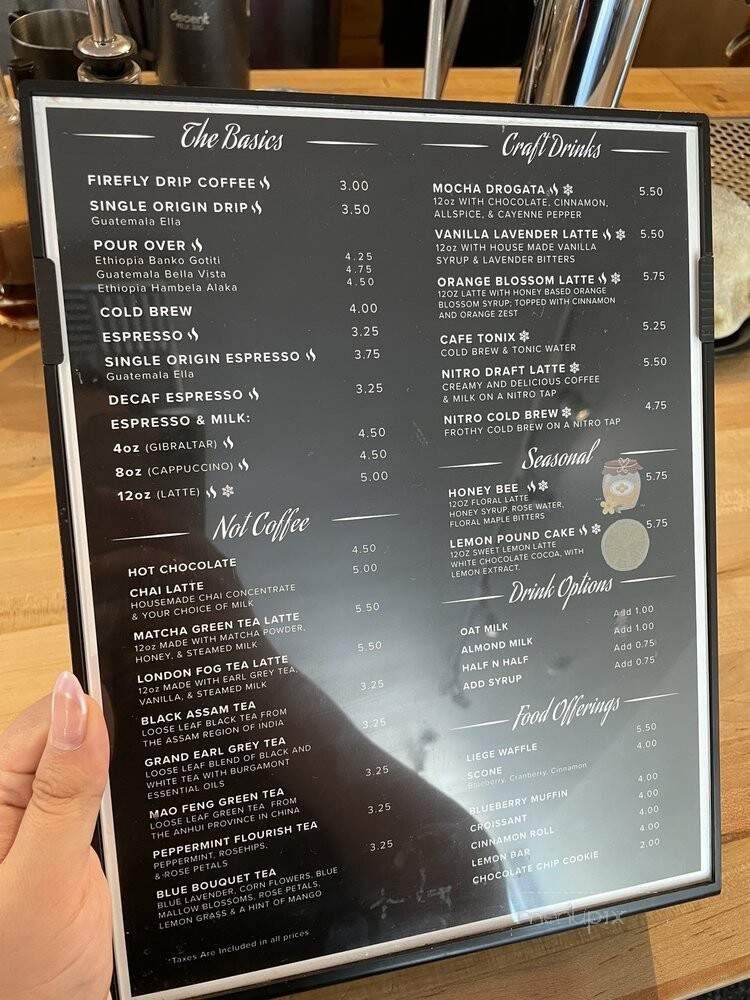 decent
The Basics
FIREFLY DRIP COFFEE 3.00
SINGLE ORIGIN DRIP 3.50
Guatemala Ella
POUR OVER
Ethiopia Banko Gotiti 4.25
Guatemala Bella Vista 4.75
Ethiopia Hambela Alaka 4.50
COLD BREW 4.00
ESPRESSO 3.25
SINGLE ORIGIN ESPRESSO 3.75
Guatemala Ella
DECAF ESPRESSO 3.25
ESPRESSO & MILK:
4oz (GIBRALTAR) 4.50
8oz (CAPPUCCINO) 4.50
12oz (LATTE) 5.00
Not Coffee
HOT CHOCOLATE 4.50
CHAI LATTE 5.00
HOUSEMADE CHAI CONCENTRATE
& YOUR CHOICE OF MILK
MATCHA GREEN TEA LATTE 5.50
12oz MADE WITH MATCHA POWDER,
HONEY, & STEAMED MILK
LONDON FOG TEA LATTE 5.50
12oz MADE WITH EARL GREY TEA,
VANILLA, & STEAMED MILK
BLACK ASSAM TEA 3.25
LOOSE LEAF BLACK TEA FROM
THE ASSAM REGION OF INDIA
GRAND EARL GREY TEA 3.25
LOOSE LEAF BLEND OF BLACK AND
WHITE TEA WITH BURGAMONT
ESSENTIAL OILS
MAO FENG GREEN TEA 3.25
LOOSE LEAF GREEN TEA FROM
THE ANHUI PROVINCE IN CHINA
PEPPERMINT FLOURISH TEA 3.25
PEPPERMINT, ROSEHIPS,
& ROSE PETALS
BLUE BOUQUET TEA 3.25
BLUE LAVENDER, CORN FLOWERS, BLUE
MALLOW BLOSSOMS, ROSE PETALS,
LEMON GRASS & A HINT OF MANGO
*Taxes Are Included in all prices
Craft Drinks
MOCHA DROGATA 5.50
12oz WITH CHOCOLATE, CINNAMON,
ALLSPICE, & CAYENNE PEPPER
VANILLA LAVENDER LATTE 5.50
12oz WITH HOUSE MADE VANILLA
SYRUP & LAVENDER BITTERS
ORANGE BLOSSOM LATTE 5.75
12OZ LATTE WITH HONEY BASED ORANGE
BLOSSOM SYRUP; TOPPED WITH CINNAMON
AND ORANGE ZEST
CAFE TONIX 5.25
COLD BREW & TONIC WATER
NITRO DRAFT LATTE 5.50
CREAMY AND DELICIOUS COFFEE
& MILK ON A NITRO TAP
NITRO COLD BREW 4.75
FROTHY COLD BREW ON A NITRO TAP
Seasonal
HONEY BEE 5.75
12OZ FLORAL LATTE
HONEY SYRUP, ROSE WATER,
FLORAL MAPLE BITTERS
LEMON POUND CAKE 5.75
12OZ SWEET LEMON LATTE
WHITE CHOCOLATE COCOA, WITH
LEMON EXTRACT.
Drink Options
OAT MILK Add 1.00
ALMOND MILK Add 1.00
HALF N HALF Add 0.75
ADD SYRUP Add 0.75
Food Offerings
LIEGE WAFFLE 5.50
SCONE 4.00
Blueberry, Cranberry, Cinnamon
BLUEBERRY MUFFIN 4.00
CROISSANT 4.00
CINNAMON ROLL 4.00
LEMON BAR 4.00
CHOCOLATE CHIP COOKIE 2.00
menupix